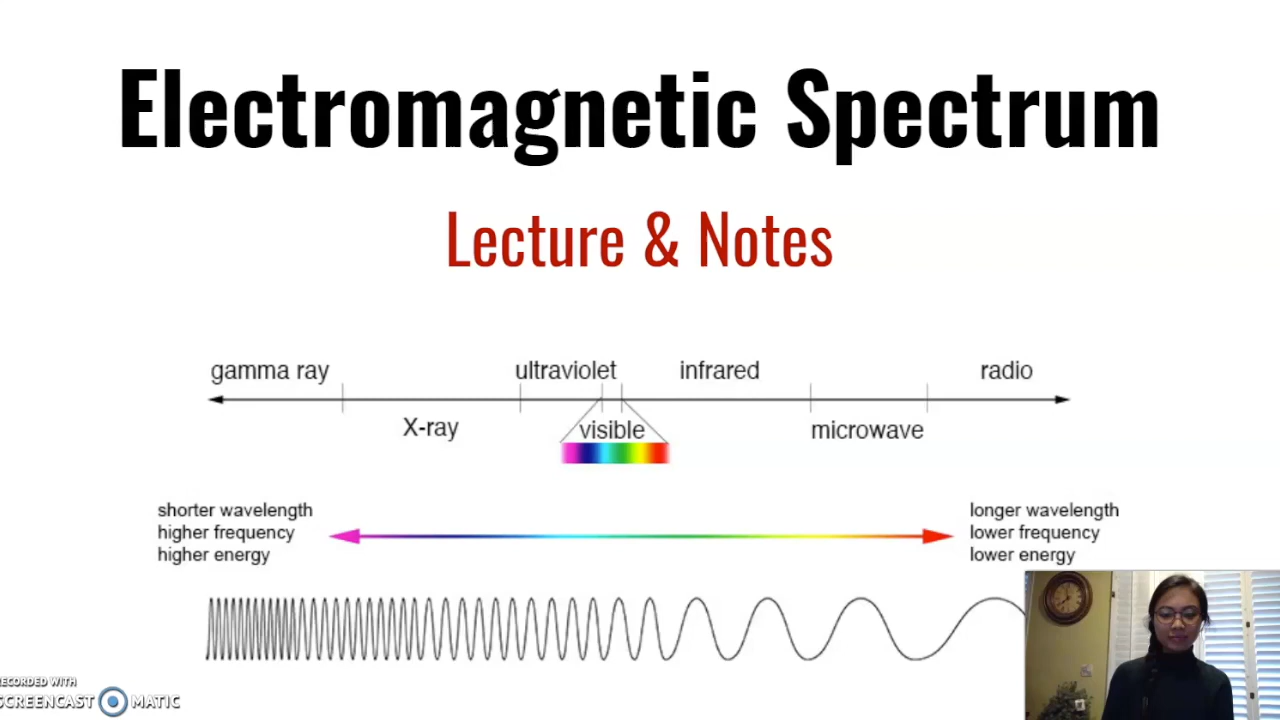 Electromagnetic Spectrum
Lecture & Notes
gamma ray
ultraviolet
infrared
radio
X-ray
visible
microwave
shorter wavelength
higher frequency
higher energy
longer wavelength
lower frequency
lower energy
RECORDED WITH
SCREENCAST MATIC